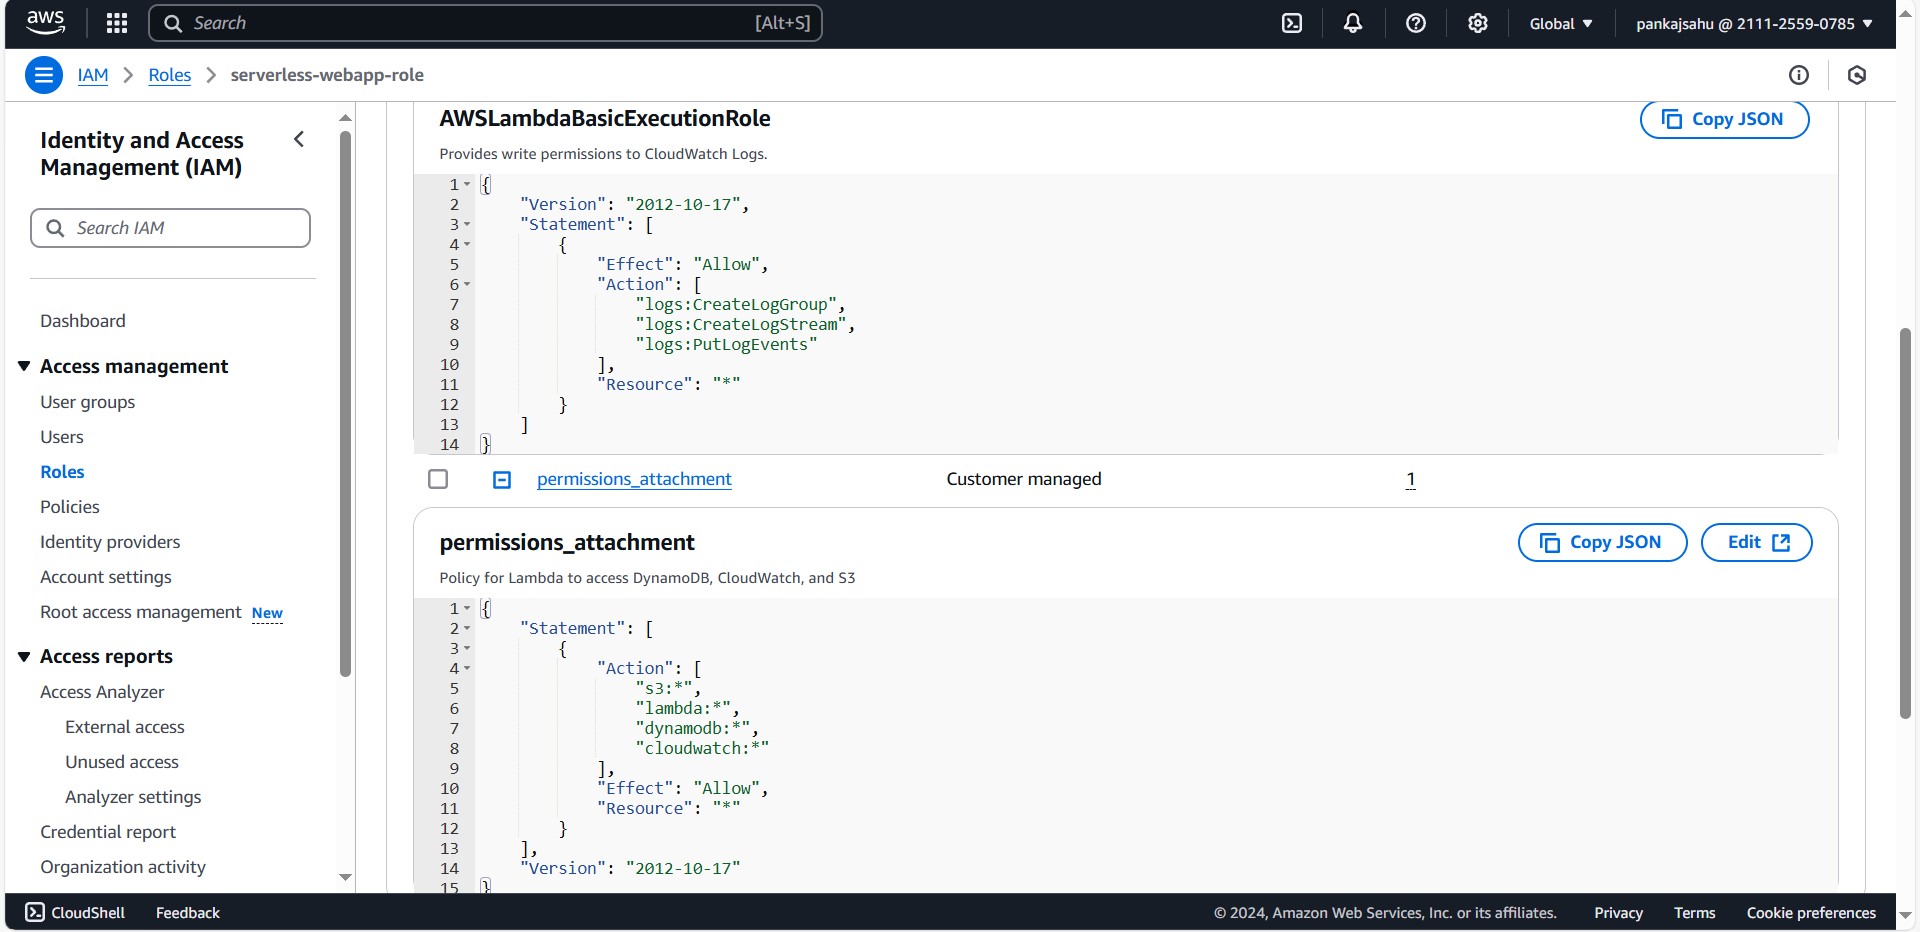 aws
Search [Alt+S]
Global
pankajsahu @ 2111-2559-0785
IAM > Roles > serverless-webapp-role
Identity and Access
Management (IAM)
Search IAM
Dashboard
Access management
User groups
Users
Roles
Policies
Identity providers
Account settings
Root access management New
Access reports
Access Analyzer
External access
Unused access
Analyzer settings
Credential report
Organization activity
AWSLambdaBasicExecutionRole
Copy JSON
Provides write permissions to CloudWatch Logs.
1 {
2 "Version": "2012-10-17",
3 "Statement": [
4 {
5 "Effect": "Allow",
6 "Action": [
7 "logs:CreateLogGroup",
8 "logs:CreateLogStream",
9 "logs:PutLogEvents"
10 ],
11 "Resource": "*"
12 }
13 ]
14 }
permissions_attachment Customer managed 1
permissions_attachment
Copy JSON
Edit
Policy for Lambda to access DynamoDB, CloudWatch, and S3
1 {
2 "Statement": [
3 {
4 "Action": [
5 "s3:*",
6 "lambda:*",
7 "dynamodb:*",
8 "cloudwatch:*"
9 ],
10 "Effect": "Allow",
11 "Resource": "*"
12 }
13 ],
14 "Version": "2012-10-17"
15 }
CloudShell Feedback © 2024, Amazon Web Services, Inc. or its affiliates. Privacy Terms Cookie preferences